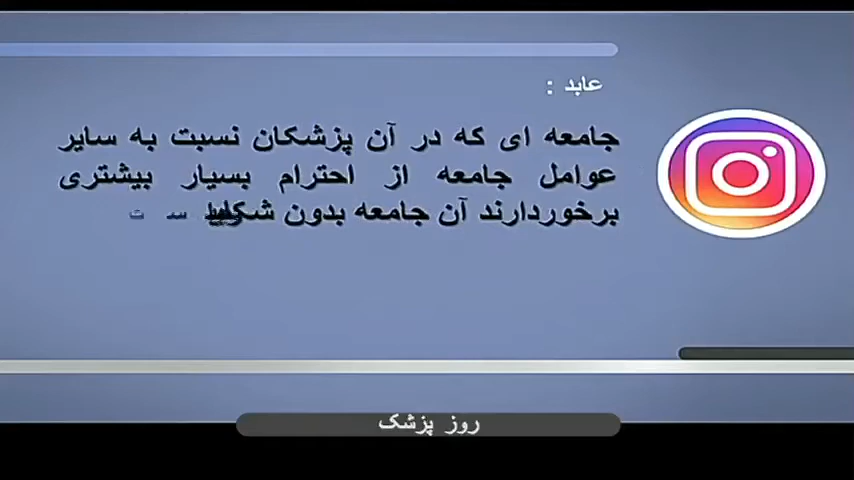 عابد :
جامعه ای که در آن پزشکان نسبت به سایر
عوامل جامعه از احترام بسیار بیشتری
برخوردارند آن جامعه بدون
روز پزشک